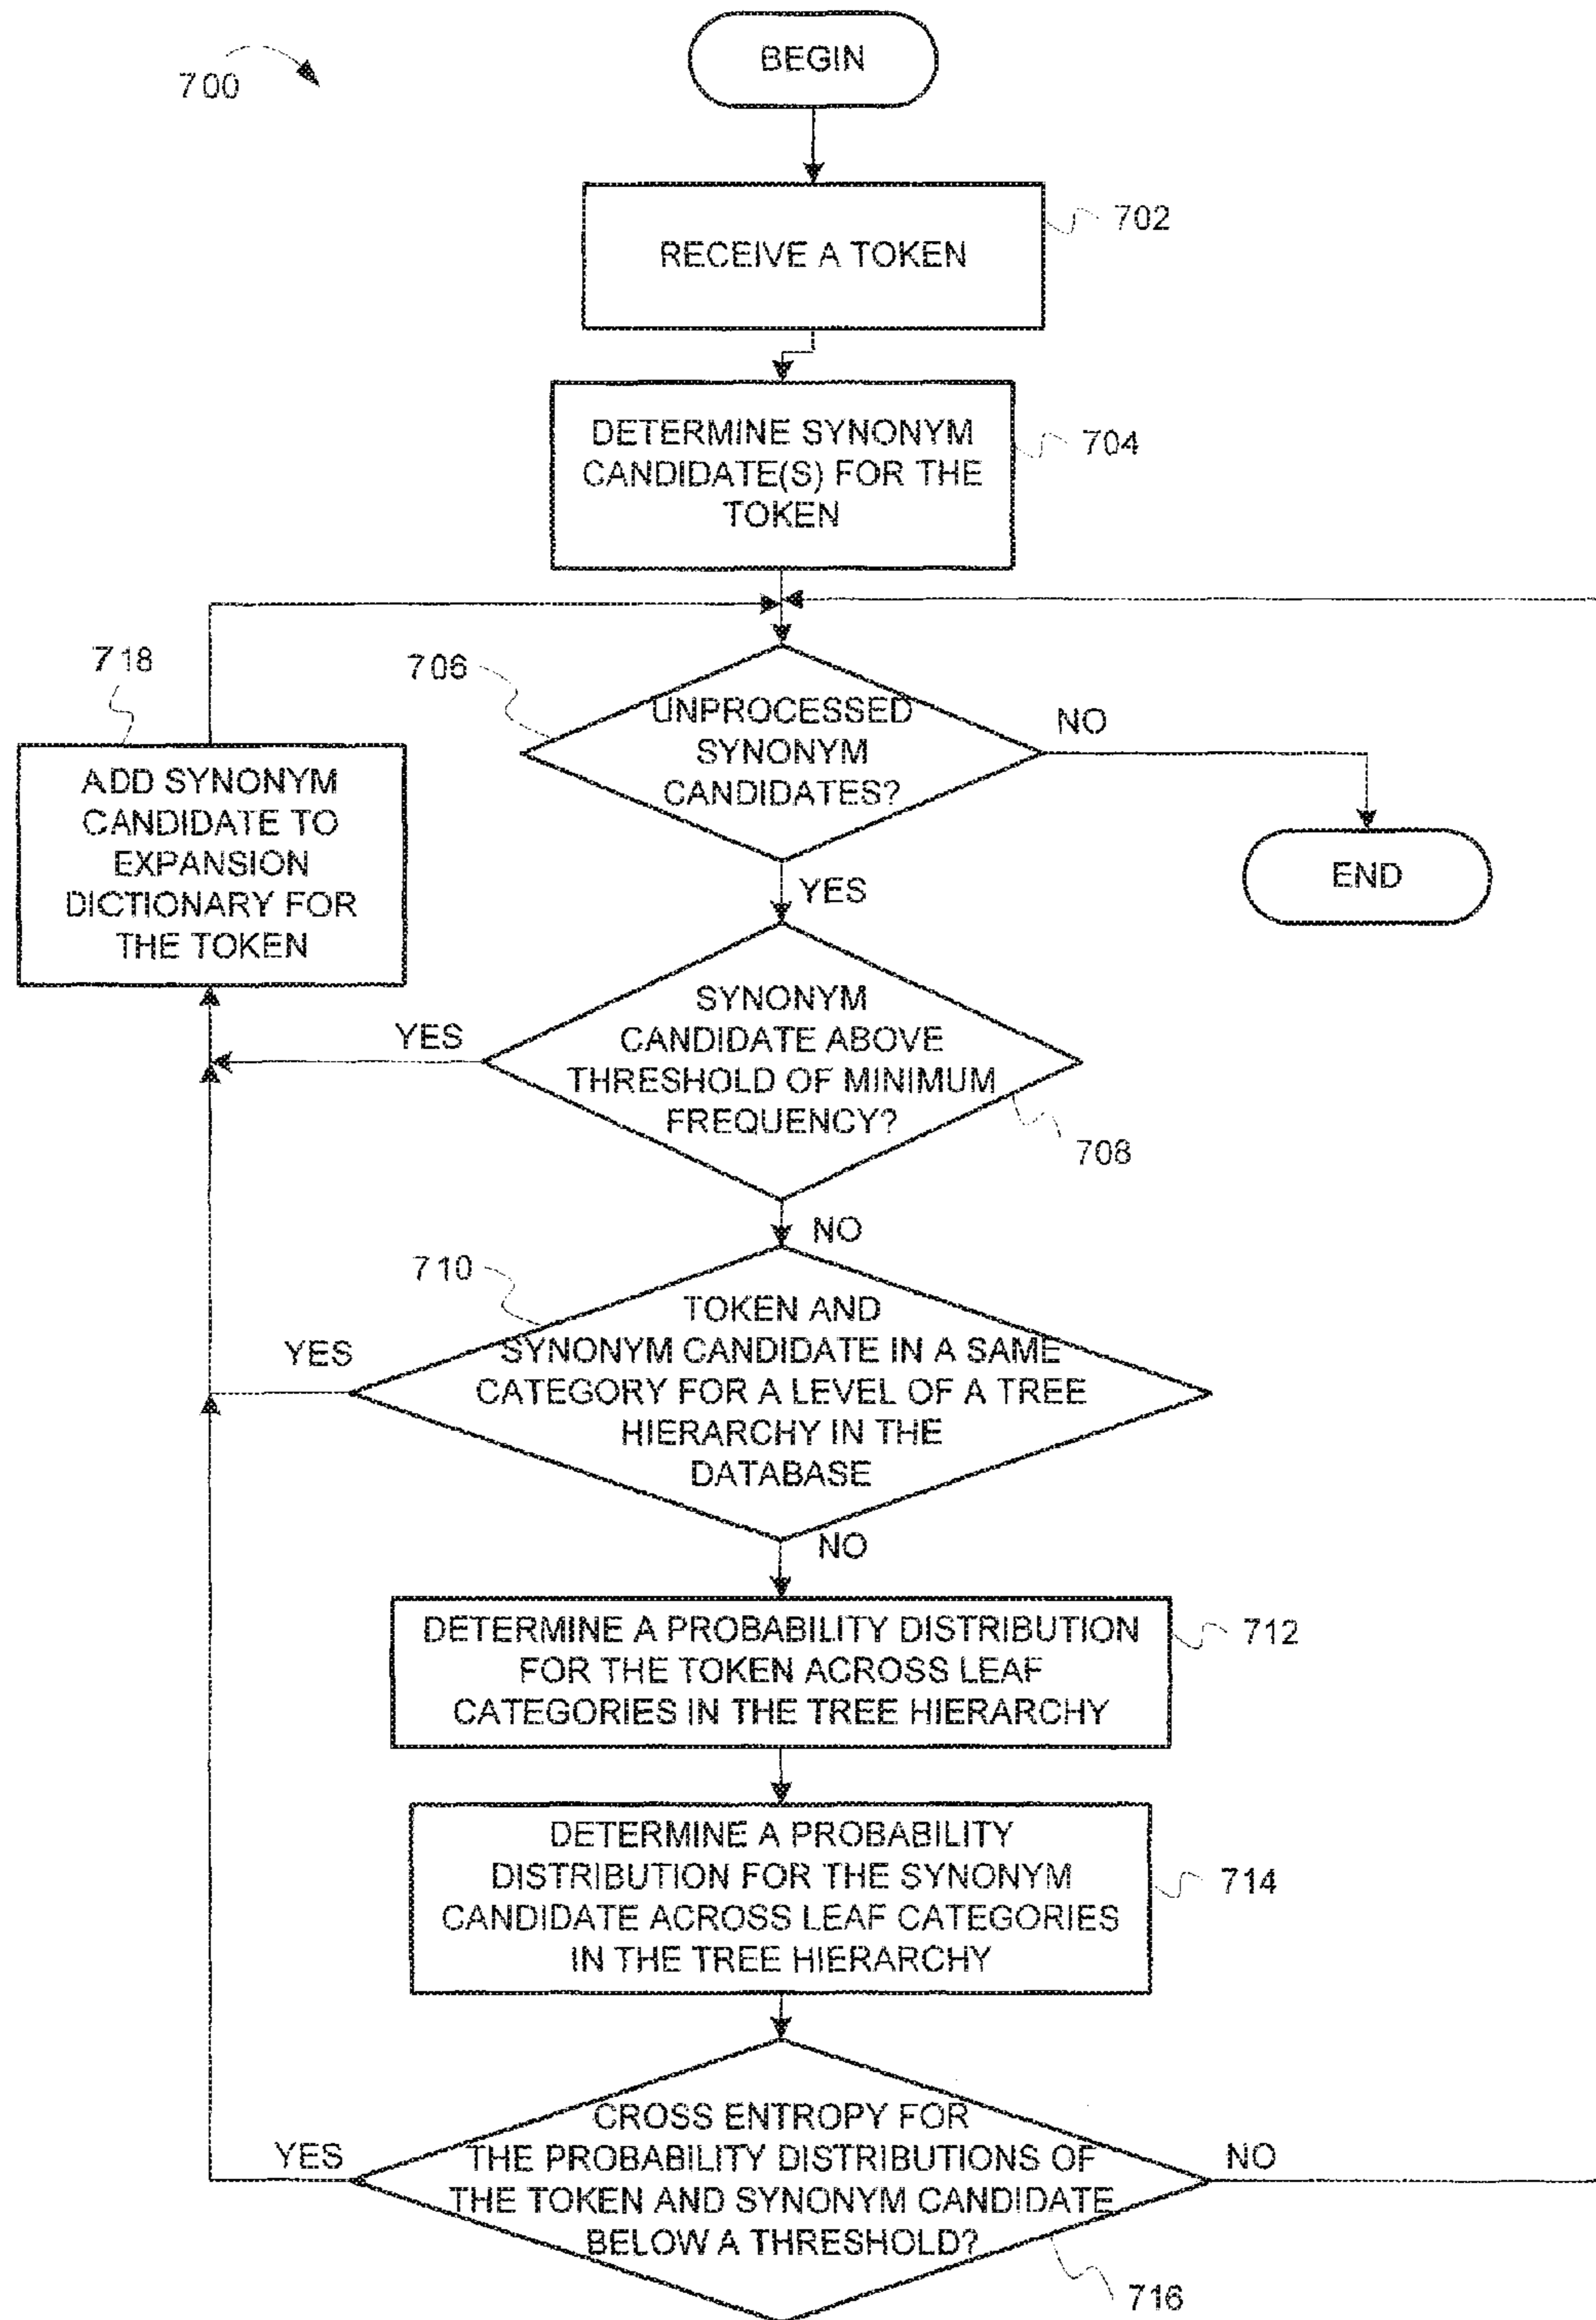 700
BEGIN
RECEIVE A TOKEN
702
DETERMINE SYNONYM
CANDIDATE(S) FOR THE
TOKEN
704
718
ADD SYNONYM
CANDIDATE TO
EXPANSION
DICTIONARY FOR
THE TOKEN
706
UNPROCESSED
SYNONYM
CANDIDATES?
NO
END
YES
SYNONYM
CANDIDATE ABOVE
THRESHOLD OF MINIMUM
FREQUENCY?
YES
708
NO
710
TOKEN AND
SYNONYM CANDIDATE IN A SAME
CATEGORY FOR A LEVEL OF A TREE
HIERARCHY IN THE
DATABASE
YES
NO
DETERMINE A PROBABILITY DISTRIBUTION
FOR THE TOKEN ACROSS LEAF
CATEGORIES IN THE TREE HIERARCHY
712
DETERMINE A PROBABILITY
DISTRIBUTION FOR THE SYNONYM
CANDIDATE ACROSS LEAF CATEGORIES
IN THE TREE HIERARCHY
714
CROSS ENTROPY FOR
THE PROBABILITY DISTRIBUTIONS OF
THE TOKEN AND SYNONYM CANDIDATE
BELOW A THRESHOLD?
YES
NO
716